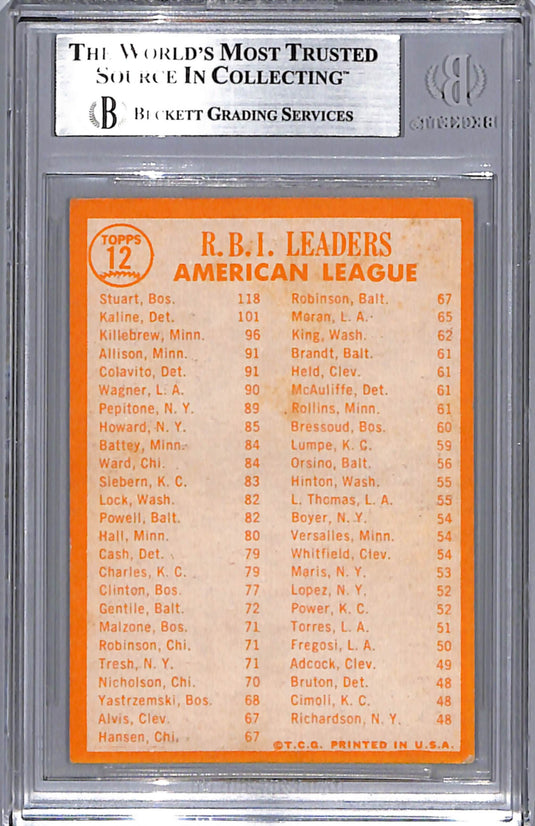 THE WORLD'S MOST TRUSTED
SOURCE IN COLLECTING™
B BECKETT GRADING SERVICES
B
TOPPS
12
R.B.I. LEADERS
AMERICAN LEAGUE
Stuart, Bos. 118
Kaline, Det. 101
Killebrew, Minn. 96
Allison, Minn. 91
Colavito, Det. 91
Wagner, L. A. 90
Pepitone, N. Y. 89
Howard, N. Y. 85
Battey, Minn. 84
Ward, Chi. 84
Siebern, K. C. 83
Lock, Wash. 82
Powell, Balt. 82
Hall, Minn. 80
Cash, Det. 79
Charles, K. C. 79
Clinton, Bos. 77
Gentile, Balt. 72
Malzone, Bos. 71
Robinson, Chi. 71
Tresh, N. Y. 71
Nicholson, Chi. 70
Yastrzemski, Bos. 68
Alvis, Clev. 67
Hansen, Chi. 67
Robinson, Balt. 67
Moran, L. A. 65
King, Wash. 62
Brandt, Balt. 61
Held, Clev. 61
McAuliffe, Det. 61
Rollins, Minn. 61
Bressoud, Bos. 60
Lumpe, K. C. 59
Orsino, Balt. 56
Hinton, Wash. 55
L. Thomas, L. A. 55
Boyer, N. Y. 54
Versalles, Minn. 54
Whitfield, Clev. 54
Maris, N. Y. 53
Lopez, N. Y. 52
Power, K. C. 52
Torres, L. A. 51
Fregosi, L. A. 50
Adcock, Clev. 49
Bruton, Det. 48
Cimoli, K. C. 48
Richardson, N. Y. 48
©T.C.G. PRINTED IN U.S.A.